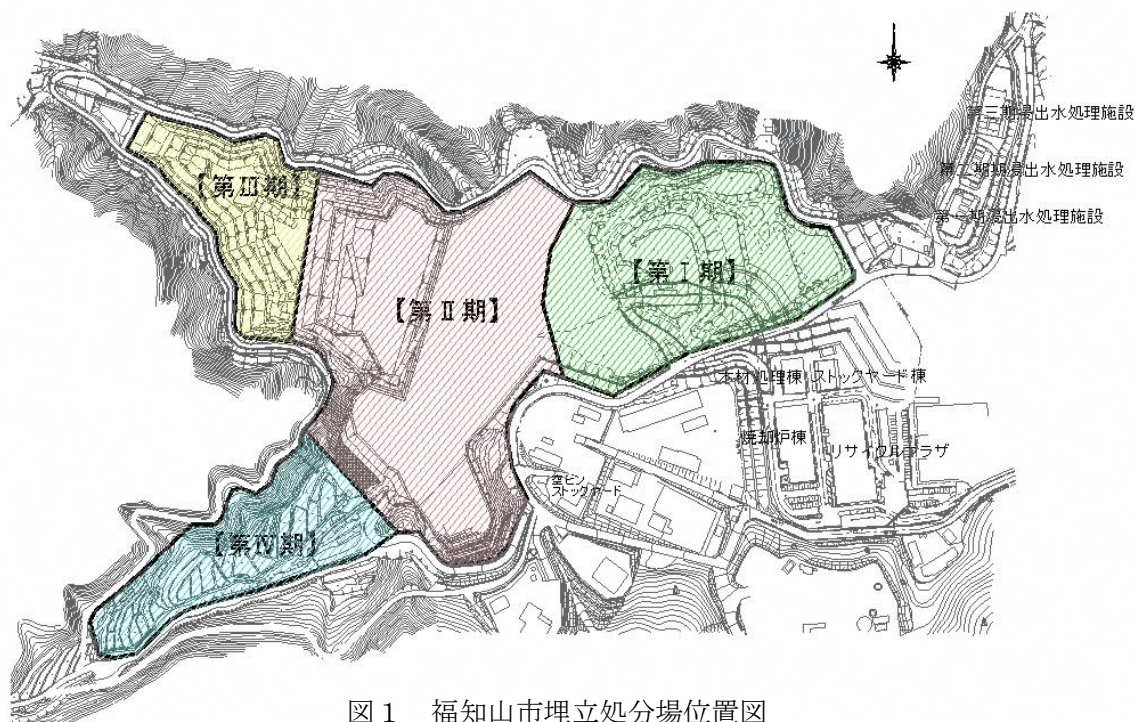 第三期浸出水処理施設
第二期期浸出水処理施設
第一期浸出水処理施設
【第Ⅲ期】
【第Ⅰ期】
【第Ⅱ期】
木材処理棟
ストックヤード棟
焼却炉棟
リサイクルプラザ
空ビン
ストックヤード
【第Ⅳ期】
図1 福知山市埋立処分場位置図